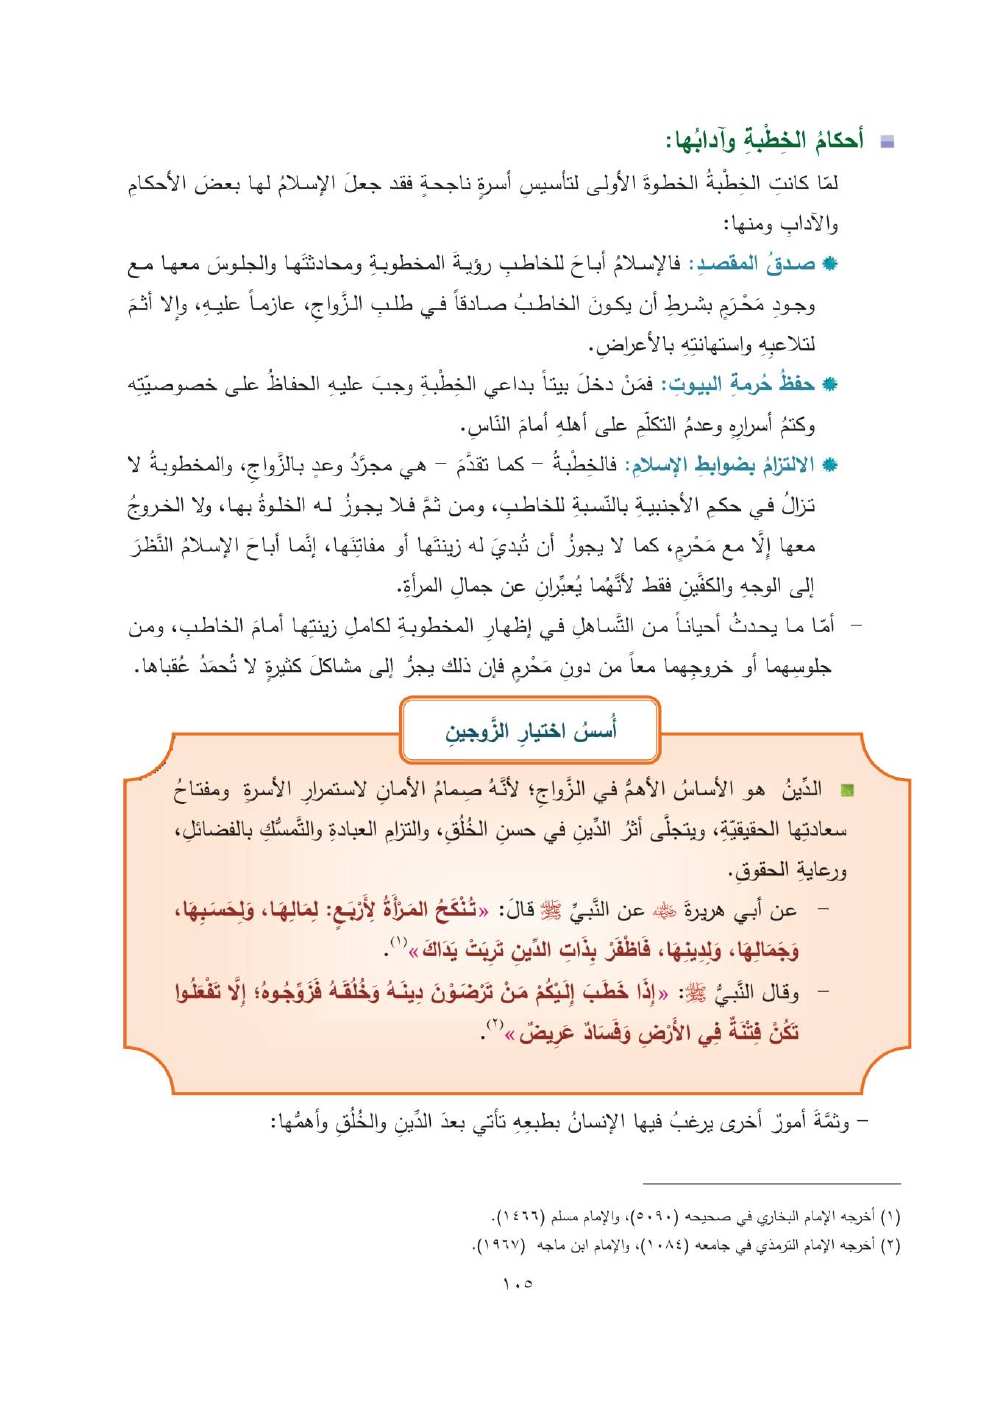 أحكامُ الخِطْبةِ وآدابُها:
لمّا كانتِ الخِطْبةُ الخطوةَ الأولى لتأسيسِ أسرةٍ ناجحةٍ فقد جعلَ الإسلامُ لها بعضَ الأحكامِ
والآدابِ ومنها:
صدقُ المقصدِ: فالإسلامُ أباحَ للخاطبِ رؤيةَ المخطوبةِ ومحادثتَها والجلوسَ معها مع
وجودِ مَحْرَمٍ بشرطِ أن يكونَ الخاطبُ صادقاً في طلبِ الزَّواجِ، عازماً عليهِ، وإلا أثمَ
لتلاعبِهِ واستهانتِهِ بالأعراضِ.
حفظُ حُرمةِ البيوتِ: فمَنْ دخلَ بيتاً بداعي الخِطْبةِ وجبَ عليهِ الحفاظُ على خصوصيّتِه
وكتمُ أسرارِهِ وعدمُ التكلّمِ على أهلهِ أمامَ النّاسِ.
الالتزامُ بضوابطِ الإسلامِ: فالخِطْبةُ – كما تقدَّمَ – هي مجرَّدُ وعدٍ بالزَّواجِ، والمخطوبةُ لا
تزالُ في حكمِ الأجنبيةِ بالنّسبةِ للخاطبِ، ومن ثمَّ فلا يجوزُ له الخلوةُ بها، ولا الخروجُ
معها إلَّا مع مَحْرمٍ، كما لا يجوزُ أن تُبديَ له زينتَها أو مفاتنَها، إنَّما أباحَ الإسلامُ النَّظرَ
إلى الوجهِ والكفَّينِ فقط لأنَّهُما يُعبِّرانِ عن جمالِ المرأةِ.
– أمّا ما يحدثُ أحياناً من التَّساهلِ في إظهارِ المخطوبةِ لكاملِ زينتِها أمامَ الخاطبِ، ومن
جلوسِهما أو خروجِهما معاً من دونِ مَحْرمٍ فإن ذلك يجرُّ إلى مشاكلَ كثيرةٍ لا تُحمَدُ عُقباها.
أُسسُ اختيارِ الزَّوجينِ
الدِّينُ هو الأساسُ الأهمُّ في الزَّواجِ؛ لأنَّهُ صِمامُ الأمانِ لاستمرارِ الأسرةِ ومفتاحُ
سعادتِها الحقيقيّةِ، ويتجلَّى أثرُ الدِّينِ في حسنِ الخُلُقِ، والتزامِ العبادةِ والتَّمسُّكِ بالفضائلِ،
ورعايةِ الحقوقِ.
– عن أبي هريرةَ ﵁ عن النَّبيِّ ﷺ قالَ: «تُنْكَحُ المَرْأَةُ لِأَرْبَعٍ: لِمَالِهَا، وَلِحَسَبِهَا،
وَجَمَالِهَا، وَلِدِينِهَا، فَاظْفَرْ بِذَاتِ الدِّينِ تَرِبَتْ يَدَاكَ»(١).
– وقال النَّبيُّ ﷺ: «إِذَا خَطَبَ إِلَيْكُمْ مَنْ تَرْضَوْنَ دِينَهُ وَخُلُقَهُ فَزَوِّجُوهُ؛ إِلَّا تَفْعَلُوا
تَكُنْ فِتْنَةٌ فِي الأَرْضِ وَفَسَادٌ عَرِيضٌ»(٢).
– وثمَّةَ أمورٌ أخرى يرغبُ فيها الإنسانُ بطبعِهِ تأتي بعدَ الدِّينِ والخُلُقِ وأهمُّها:
(١) أخرجه الإمام البخاري في صحيحه (٥٠٩٠)، والإمام مسلم (١٤٦٦).
(٢) أخرجه الإمام الترمذي في جامعه (١٠٨٤)، والإمام ابن ماجه (١٩٦٧).
١٠٥